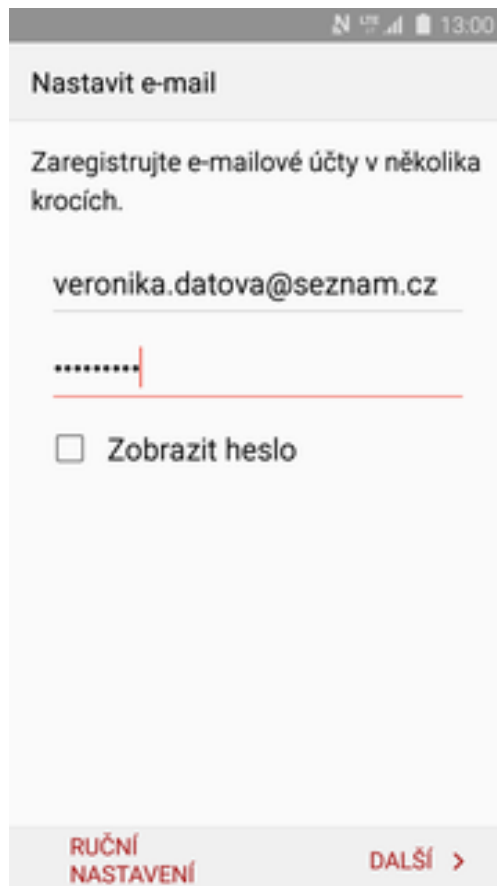 13:00
Nastavit e-mail
Zaregistrujte e-mailové účty v několika
krocích.
veronika.datova@seznam.cz
•••••••••
Zobrazit heslo
RUČNÍ
NASTAVENÍ
DALŠÍ >